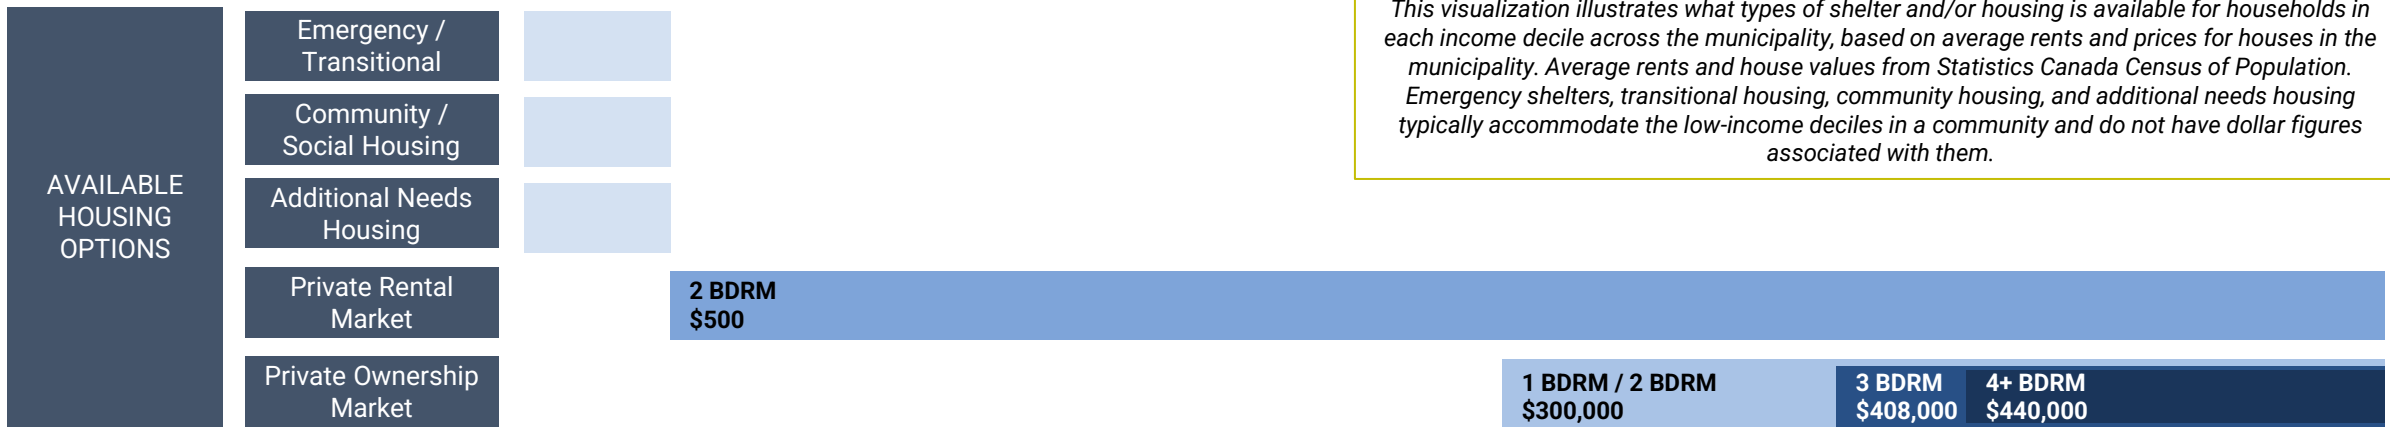 AVAILABLE
HOUSING
OPTIONS
Emergency /
Transitional
Community /
Social Housing
Additional Needs
Housing
Private Rental
Market
Private Ownership
Market
This visualization illustrates what types of shelter and/or housing is available for households in
each income decile across the municipality, based on average rents and prices for houses in the
municipality. Average rents and house values from Statistics Canada Census of Population.
Emergency shelters, transitional housing, community housing, and additional needs housing
typically accommodate the low-income deciles in a community and do not have dollar figures
associated with them.
2 BDRM
$500
1 BDRM / 2 BDRM
$300,000
3 BDRM
$408,000
4+ BDRM
$440,000